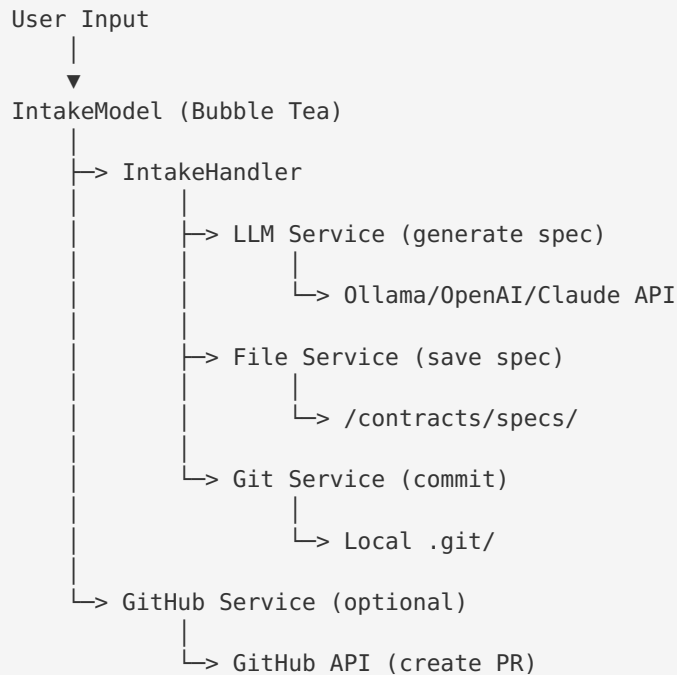 User Input
IntakeModel (Bubble Tea)
IntakeHandler
LLM Service (generate spec)
Ollama/OpenAI/Claude API
File Service (save spec)
/contracts/specs/
Git Service (commit)
Local .git/
GitHub Service (optional)
GitHub API (create PR)